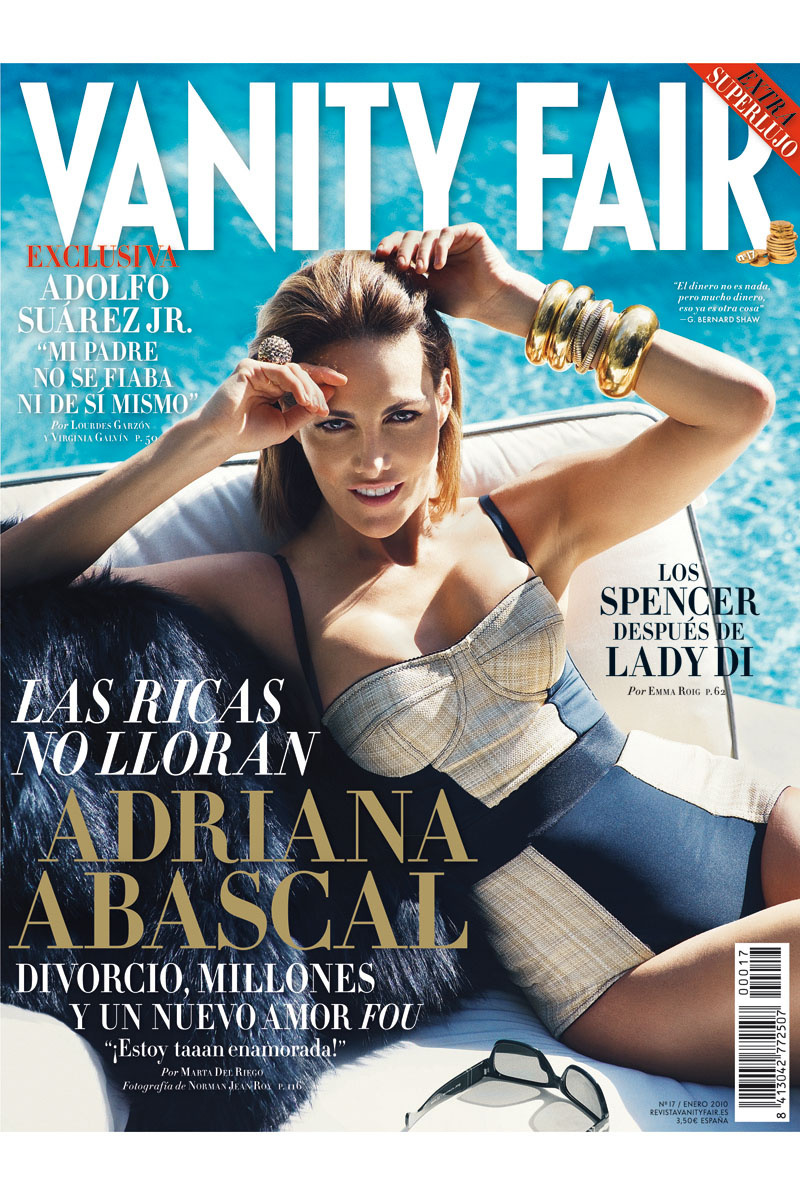 VANITY FAIR
EXTRA
SUPERLUJO
Nº 17
EXCLUSIVA
ADOLFO
SUÁREZ JR.
“MI PADRE
NO SE FIABA
NI DE SÍ MISMO”
Por LOURDES GARZÓN
Y VIRGINIA GALVÍN P. 50
"El dinero no es nada,
pero mucho dinero,
eso ya es otra cosa"
— G. BERNARD SHAW
LOS
SPENCER
DESPUÉS DE
LADY DI
Por EMMA ROIG P. 62
LAS RICAS
NO LLORAN
ADRIANA
ABASCAL
DIVORCIO, MILLONES
Y UN NUEVO AMOR FOU
“¡Estoy taaan enamorada!”
Por MARTA DEL RIEGO
Fotografía de NORMAN JEAN ROY P. 116
Nº 17 / ENERO 2010
REVISTAVANITYFAIR.ES
3,50€ ESPAÑA
00017
8 413042 772507